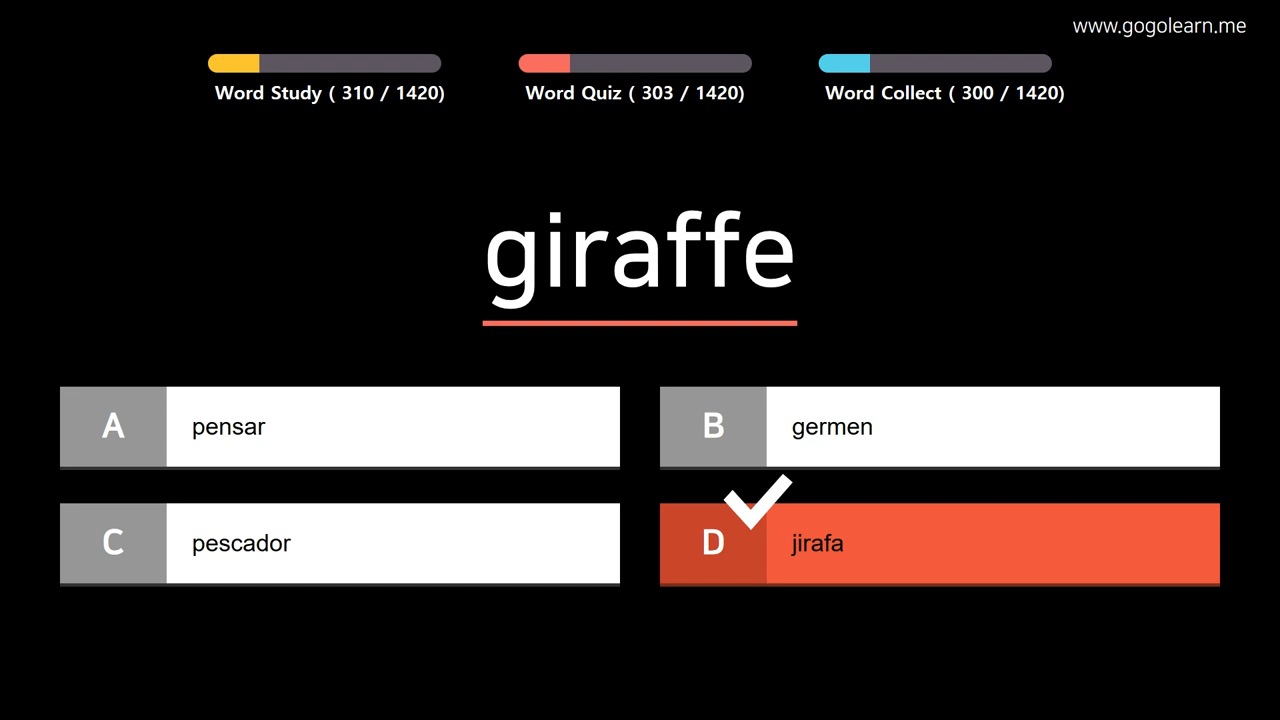 www.gogolearn.me
Word Study ( 310 / 1420)
Word Quiz ( 303 / 1420)
Word Collect ( 300 / 1420)
giraffe
A pensar
B germen
C pescador
D jirafa